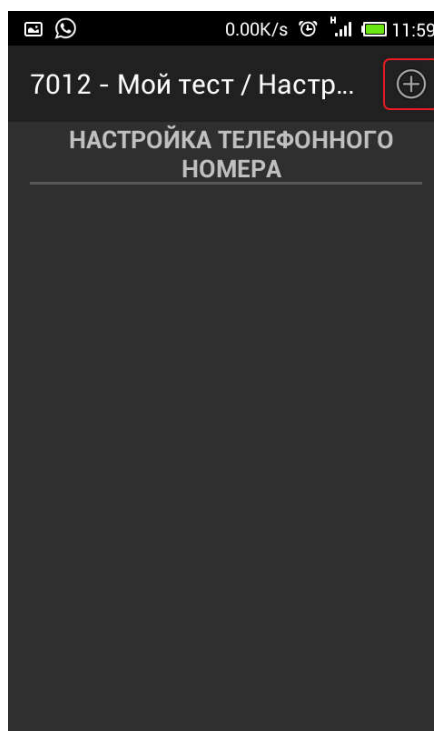 0.00K/s H 11:59
7012 - Мой тест / Настр...
НАСТРОЙКА ТЕЛЕФОННОГО
НОМЕРА